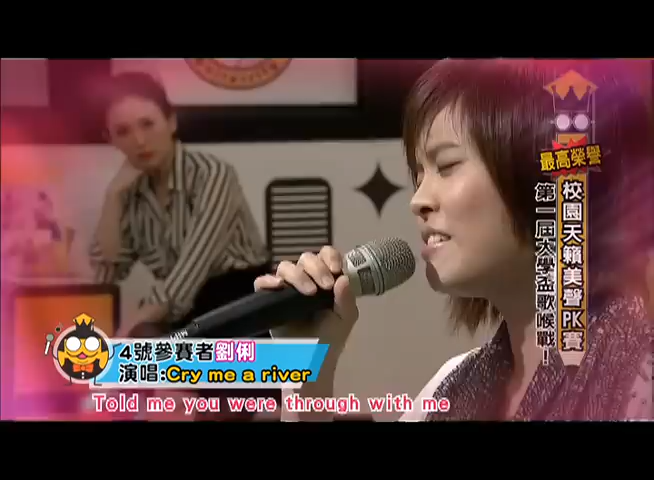 最高榮譽
校園天籟美聲PK賽
第一屆大學盃歌喉戰！
4號參賽者劉俐
演唱:Cry me a river
Told me you were through with me